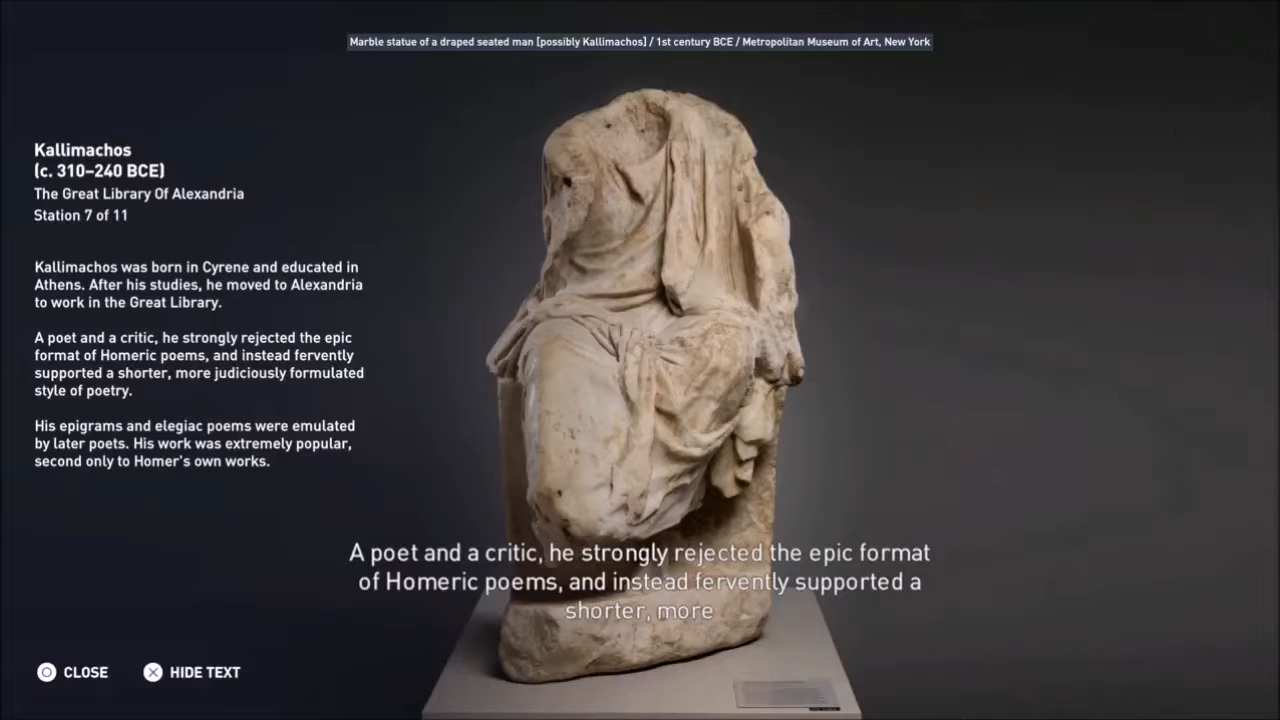 Marble statue of a draped seated man [possibly Kallimachos] / 1st century BCE / Metropolitan Museum of Art, New York
Kallimachos
(c. 310–240 BCE)
The Great Library Of Alexandria
Station 7 of 11
Kallimachos was born in Cyrene and educated in
Athens. After his studies, he moved to Alexandria
to work in the Great Library.
A poet and a critic, he strongly rejected the epic
format of Homeric poems, and instead fervently
supported a shorter, more judiciously formulated
style of poetry.
His epigrams and elegiac poems were emulated
by later poets. His work was extremely popular,
second only to Homer's own works.
A poet and a critic, he strongly rejected the epic format
of Homeric poems, and instead fervently supported a
shorter, more
CLOSE HIDE TEXT